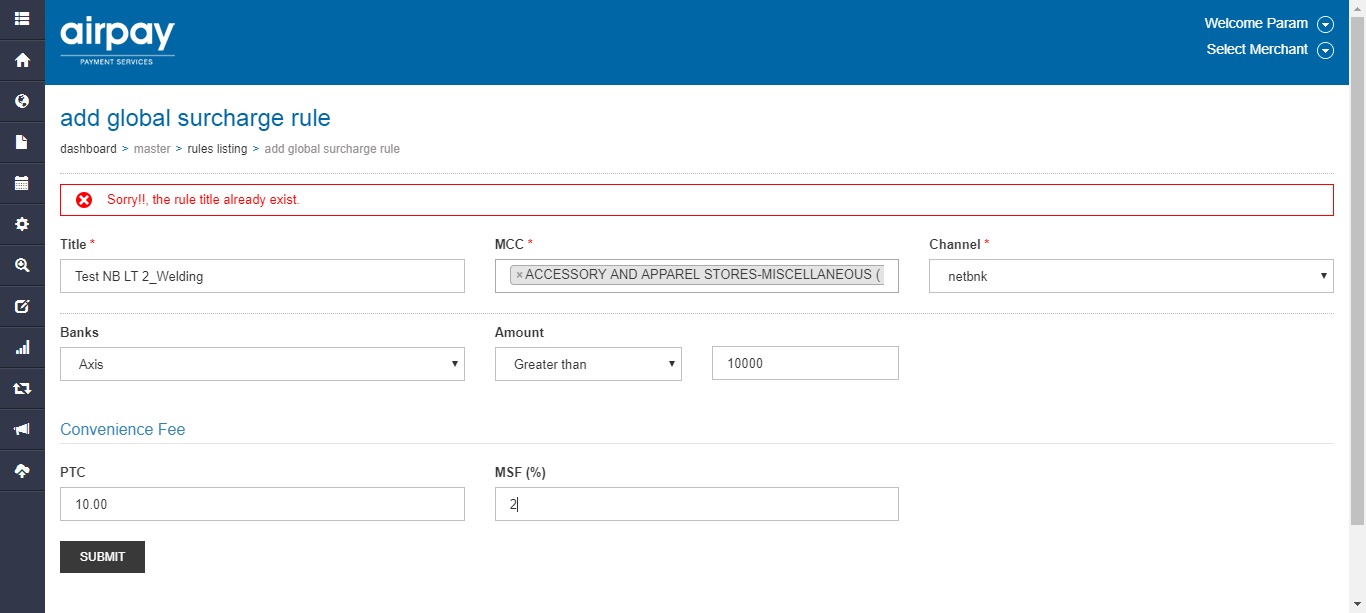 airpay
PAYMENT SERVICES
Welcome Param
Select Merchant
add global surcharge rule
dashboard > master > rules listing > add global surcharge rule
Sorry!!, the rule title already exist.
Title * MCC * Channel *
Test NB LT 2_Welding ×ACCESSORY AND APPAREL STORES-MISCELLANEOUS ( netbnk
Banks Amount
Axis Greater than 10000
Convenience Fee
PTC MSF (%)
10.00 2
SUBMIT